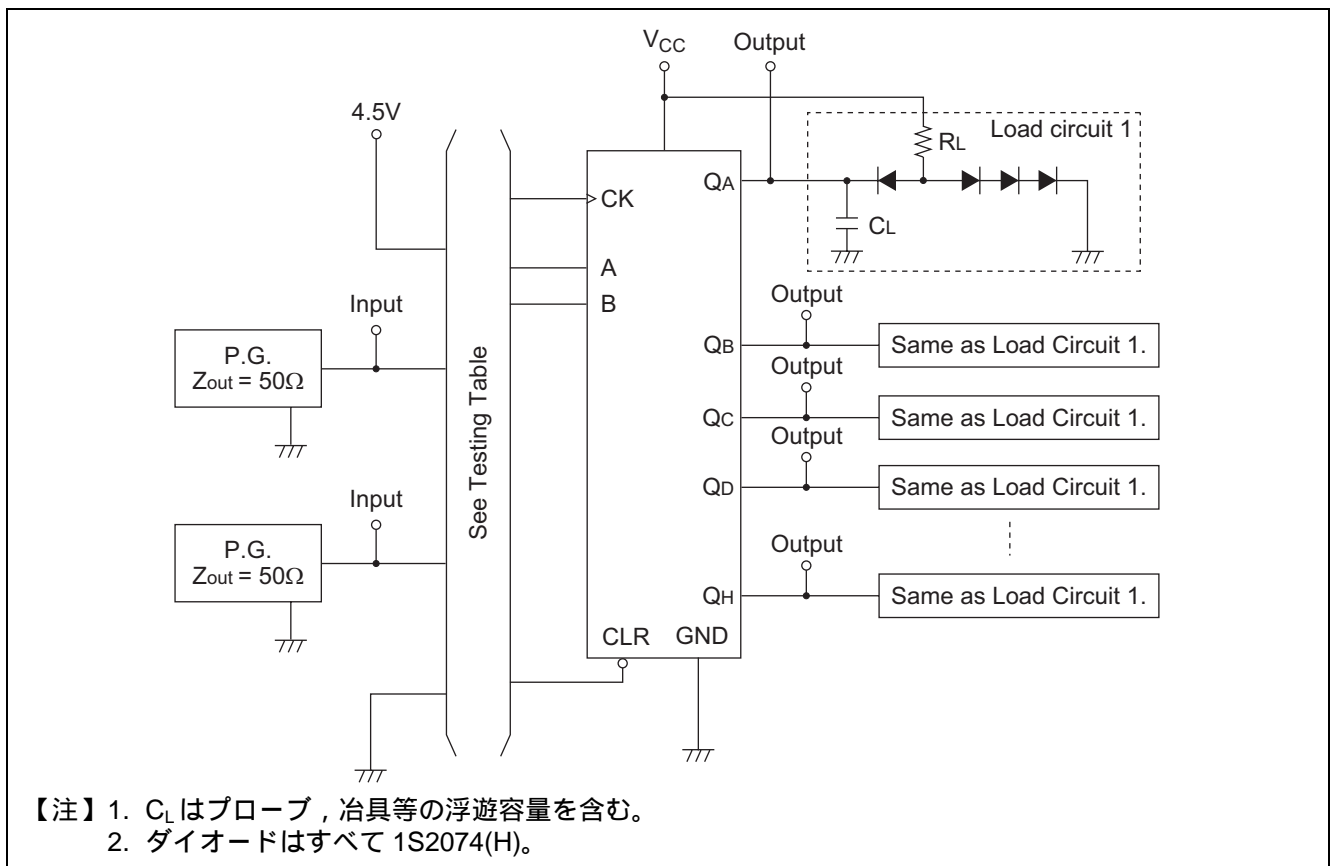 VCC
Output
4.5V
Load circuit 1
RL
QA
CK
CL
A
Input
B
Output
P.G.
Zout = 50Ω
QB
Same as Load Circuit 1.
Output
See Testing Table
QC
Same as Load Circuit 1.
Output
Input
QD
Same as Load Circuit 1.
P.G.
Zout = 50Ω
Output
QH
Same as Load Circuit 1.
CLR
GND
【注】1. CLはプローブ，冶具等の浮遊容量を含む。
2. ダイオードはすべて 1S2074(H)。